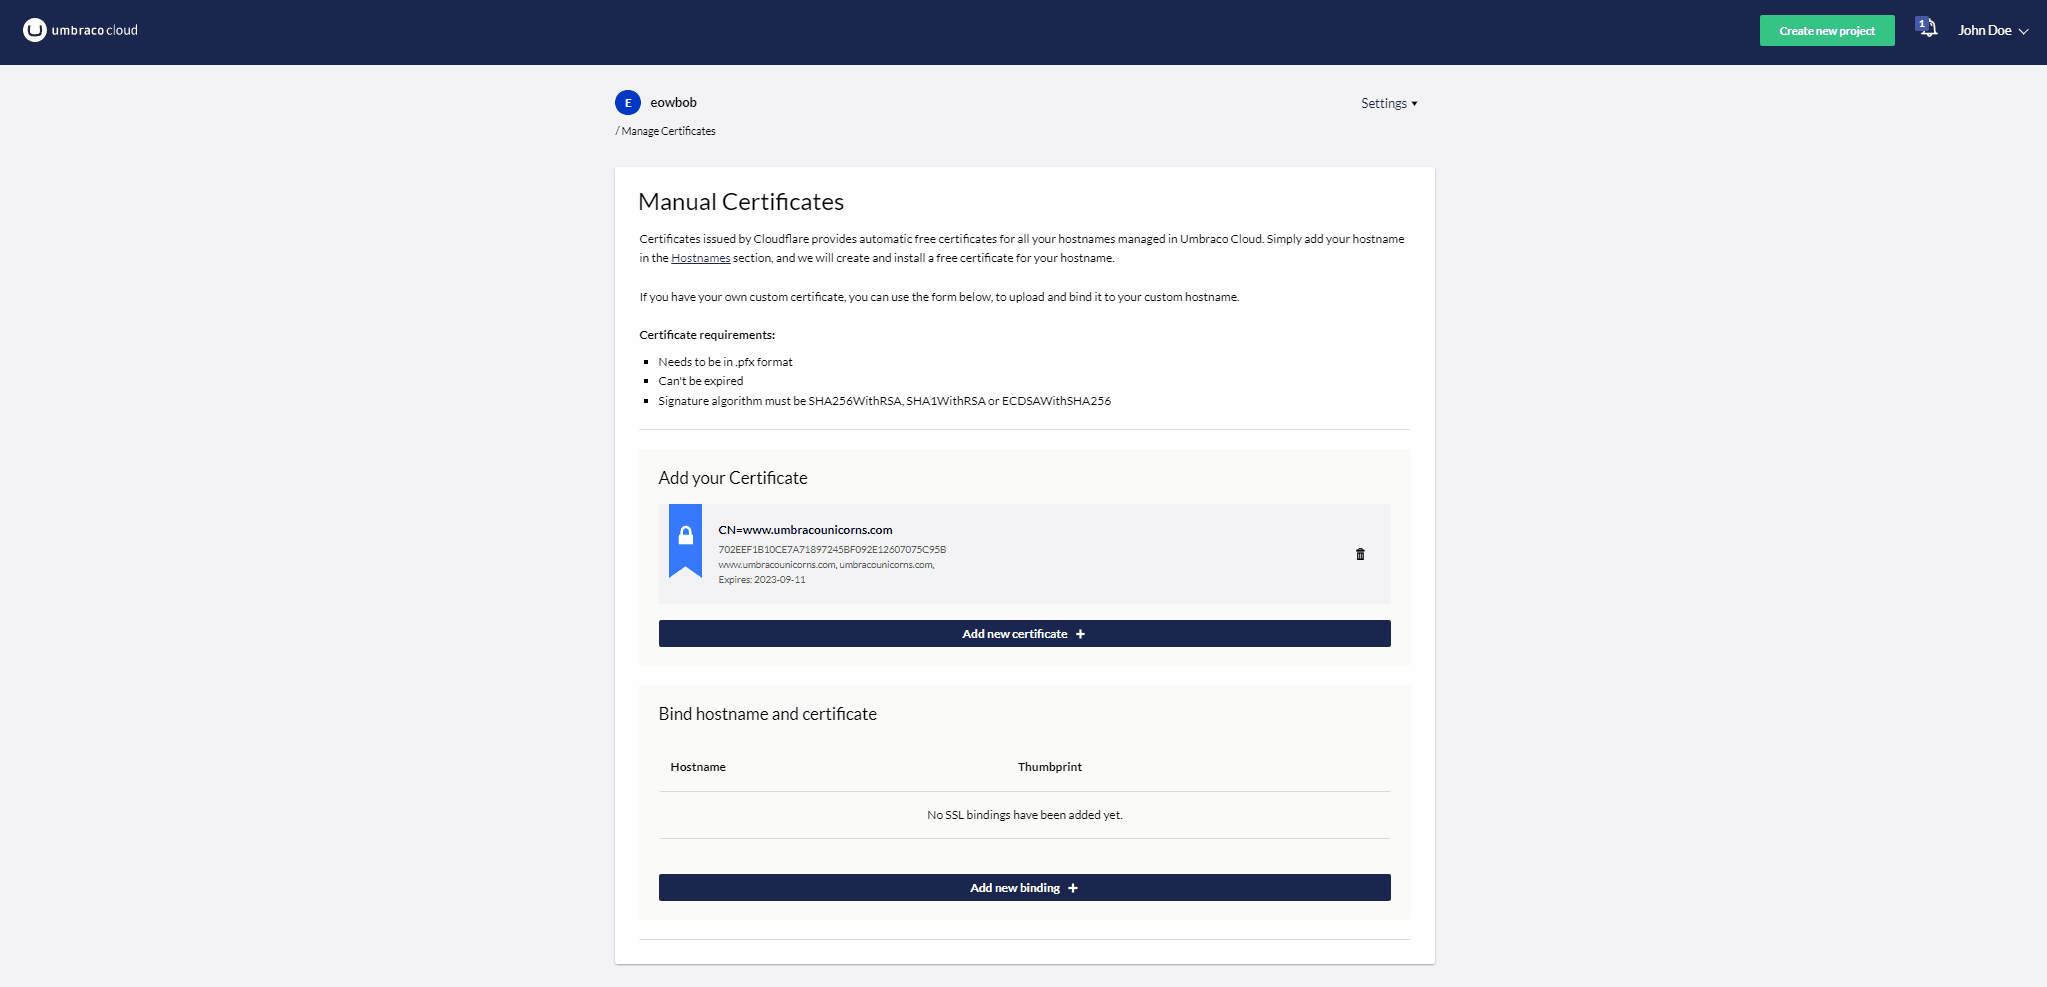 umbraco cloud
Create new project
1
John Doe
E
eowbob
Settings
/ Manage Certificates
Manual Certificates
Certificates issued by Cloudflare provides automatic free certificates for all your hostnames managed in Umbraco Cloud. Simply add your hostname
in the Hostnames section, and we will create and install a free certificate for your hostname.
If you have your own custom certificate, you can use the form below, to upload and bind it to your custom hostname.
Certificate requirements:
Needs to be in .pfx format
Can't be expired
Signature algorithm must be SHA256WithRSA, SHA1WithRSA or ECDSAWithSHA256
Add your Certificate
CN=www.umbracounicorns.com
702EEF1B10CE7A71897245BF092E12607075C95B
www.umbracounicorns.com, umbracounicorns.com,
Expires: 2023-09-11
Add new certificate +
Bind hostname and certificate
Hostname
Thumbprint
No SSL bindings have been added yet.
Add new binding +